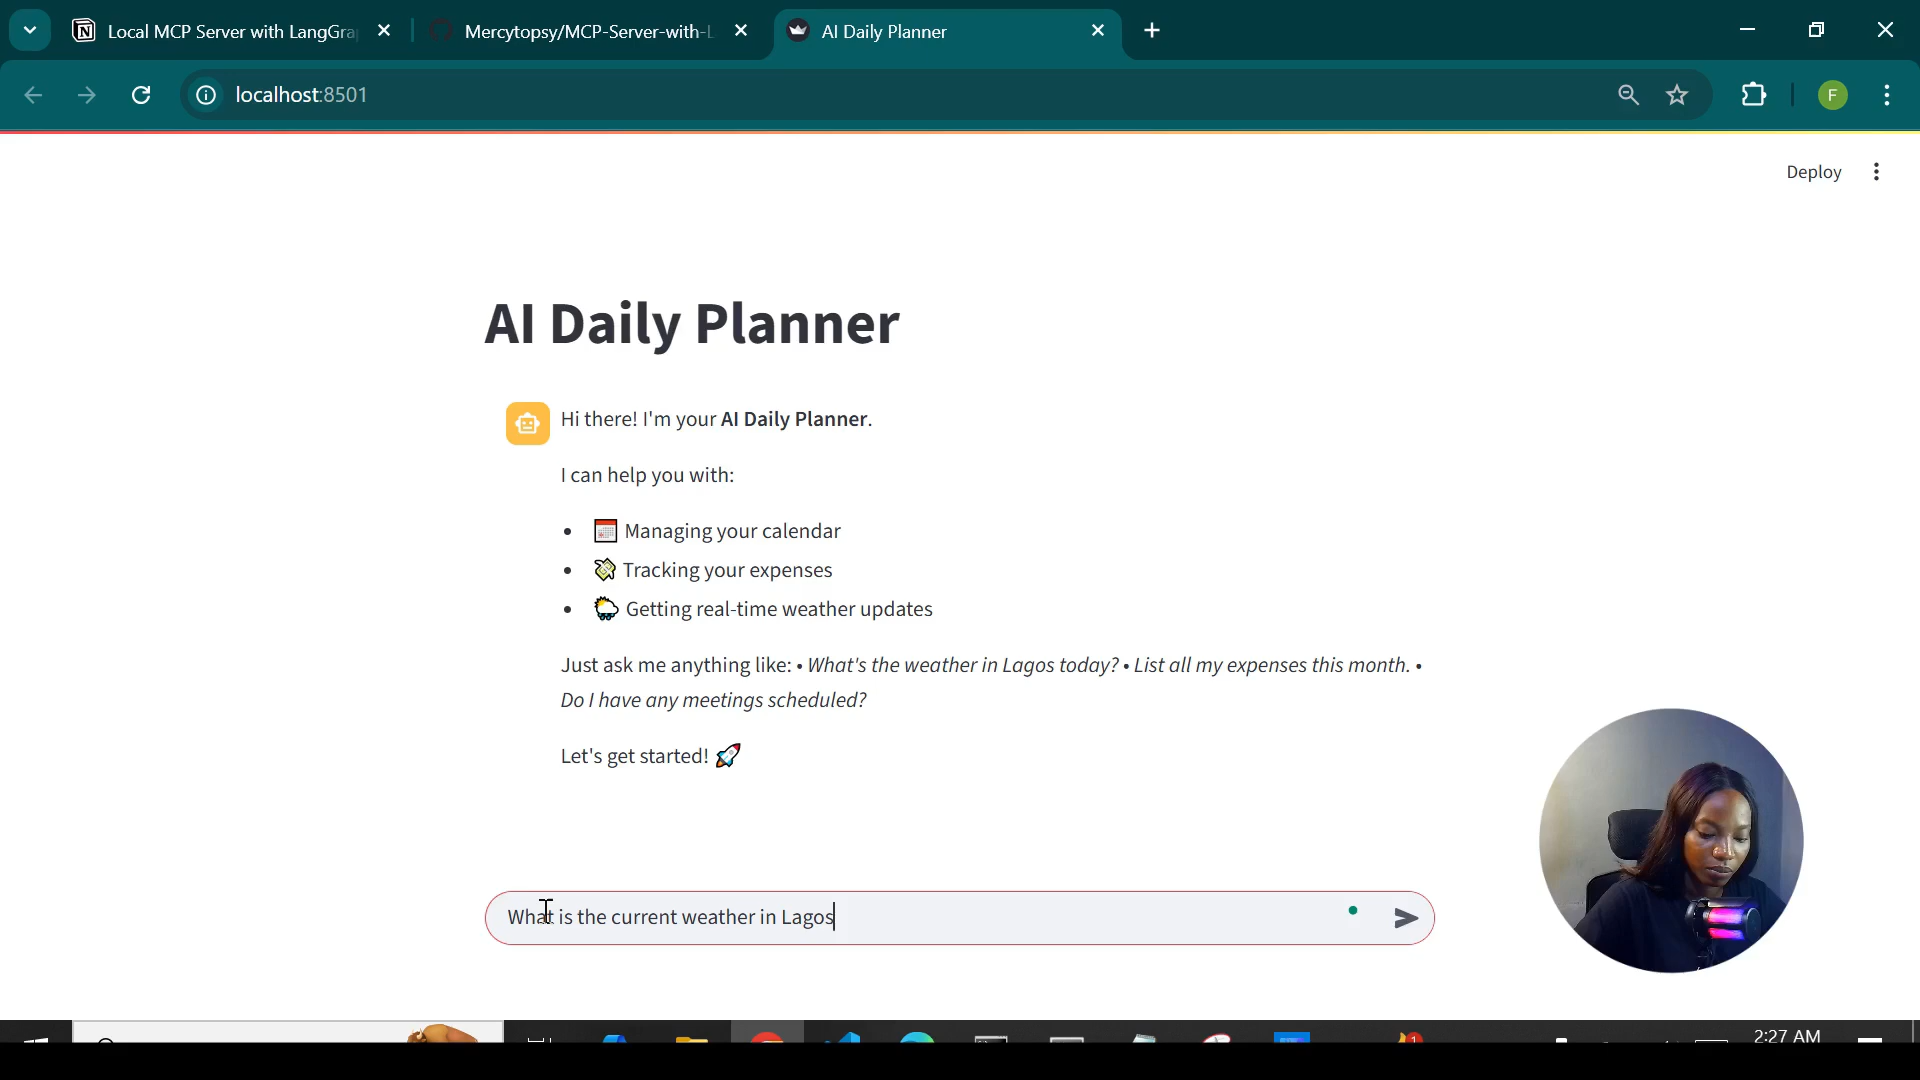 Local MCP Server with LangGra
Mercytopsy/MCP-Server-with-L
AI Daily Planner
localhost:8501
F
Deploy
AI Daily Planner
Hi there! I'm your AI Daily Planner.
I can help you with:
• Managing your calendar
• Tracking your expenses
• Getting real-time weather updates
Just ask me anything like: • What's the weather in Lagos today? • List all my expenses this month. •
Do I have any meetings scheduled?
Let's get started!
What is the current weather in Lagos
1
2:27 AM